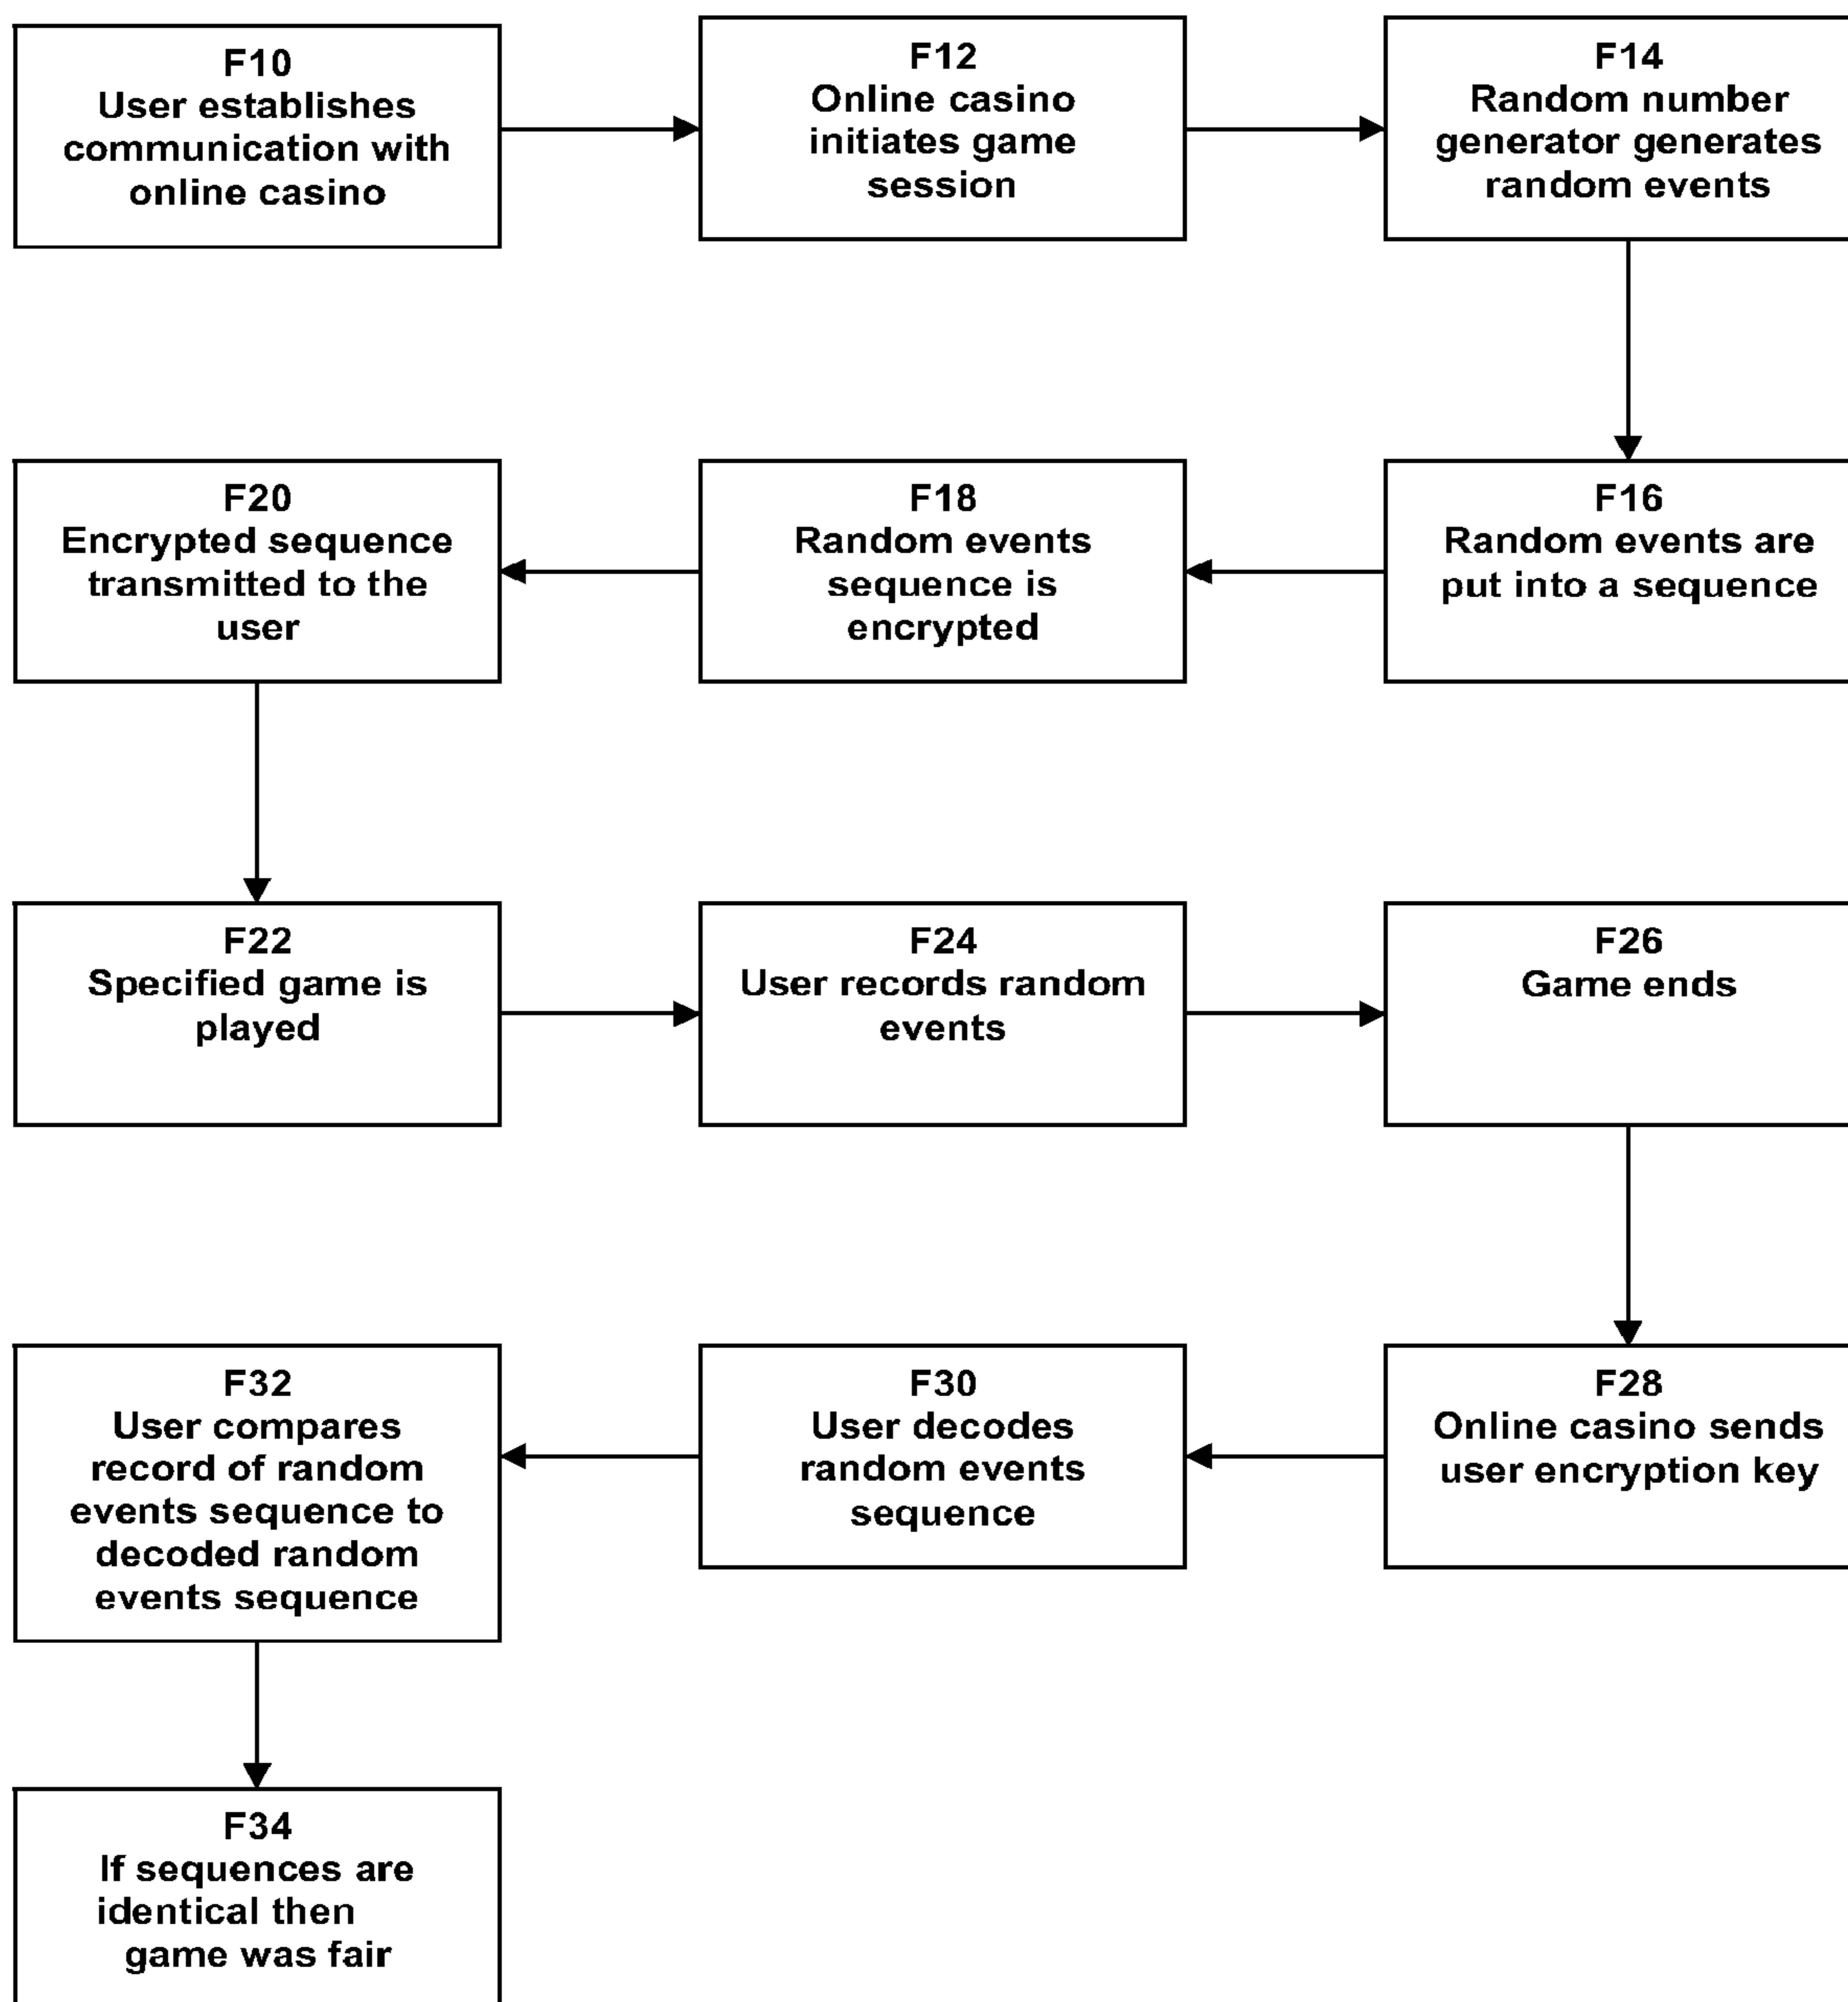 F10
User establishes
communication with
online casino
F12
Online casino
initiates game
session
F14
Random number
generator generates
random events
F16
Random events are
put into a sequence
F18
Random events
sequence is
encrypted
F20
Encrypted sequence
transmitted to the
user
F22
Specified game is
played
F24
User records random
events
F26
Game ends
F28
Online casino sends
user encryption key
F30
User decodes
random events
sequence
F32
User compares
record of random
events sequence to
decoded random
events sequence
F34
If sequences are
identical then
game was fair